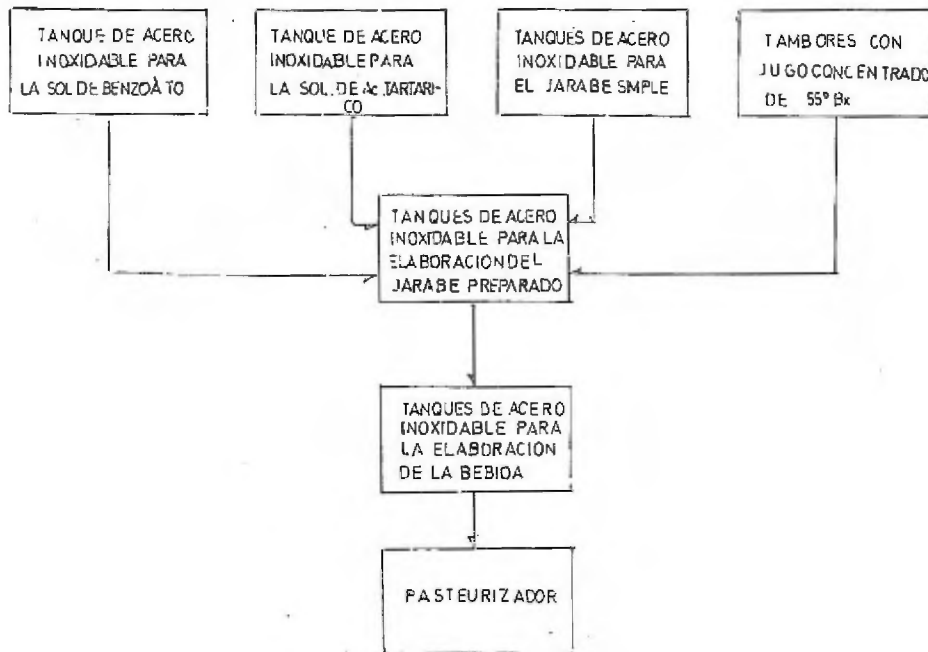 TANQUE DE ACERO
INOXIDABLE PARA
LA SOL DE BENZOATO
TANQUE DE ACERO
INOXIDABLE PARA
LA SOL. DE Ac. TARTARI-
CO
TANQUES DE ACERO
INOXIDABLE PARA
EL JARABE SMPLE
TAMBORES CON
JUGO CONCENTRADO
DE 55° Bx
TANQUES DE ACERO
INOXIDABLE PARA LA
ELABORACION DEL
JARABE PREPARADO
TANQUES DE ACERO
INOXIDABLE PARA
LA ELABORACION
DE LA BEBIDA
PASTEURIZADOR